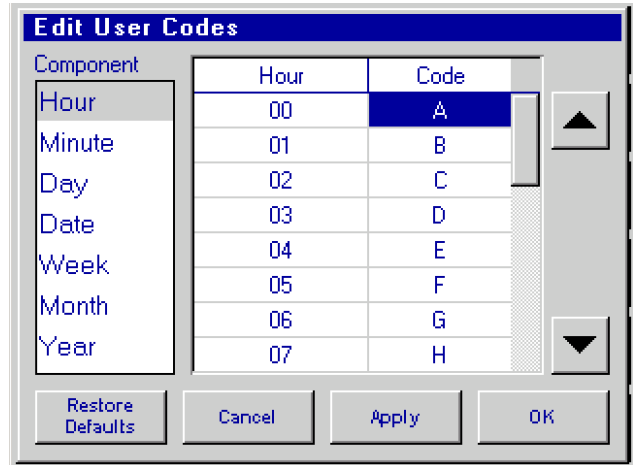 Edit User Codes
Component
Hour
Minute
Day
Date
Week
Month
Year
Hour Code
00 A
01 B
02 C
03 D
04 E
05 F
06 G
07 H
Restore
Defaults
Cancel
Apply
OK